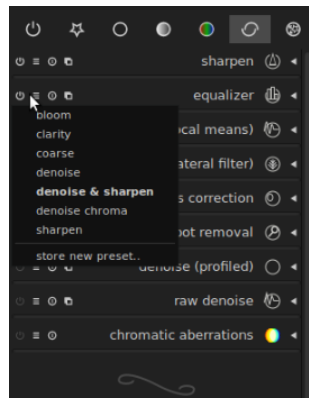 sharpen
equalizer
bloom
clarity
cal means)
coarse
ateral filter)
denoise
denoise & sharpen
s correction
denoise chroma
sharpen
ot removal
store new preset..
denoise (profiled)
raw denoise
chromatic aberrations